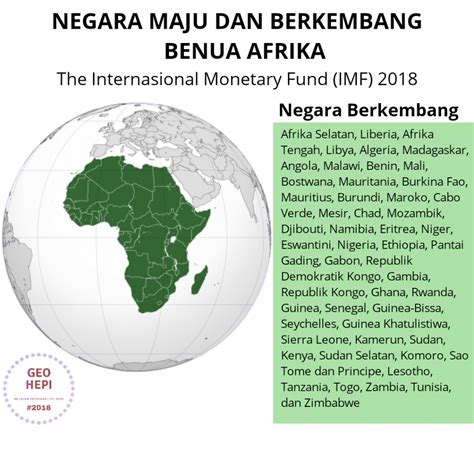 NEGARA MAJU DAN BERKEMBANG
BENUA AFRIKA
The Internasional Monetary Fund (IMF) 2018
Negara Berkembang
Afrika Selatan, Liberia, Afrika
Tengah, Libya, Algeria, Madagaskar,
Angola, Malawi, Benin, Mali,
Bostwana, Mauritania, Burkina Fao,
Mauritius, Burundi, Maroko, Cabo
Verde, Mesir, Chad, Mozambik,
Djibouti, Namibia, Eritrea, Niger,
Eswantini, Nigeria, Ethiopia, Pantai
Gading, Gabon, Republik
Demokratik Kongo, Gambia,
Republik Kongo, Ghana, Rwanda,
Guinea, Senegal, Guinea-Bissa,
Seychelles, Guinea Khatulistiwa,
Sierra Leone, Kamerun, Sudan,
Kenya, Sudan Selatan, Komoro, Sao
Tome dan Principe, Lesotho,
Tanzania, Togo, Zambia, Tunisia,
dan Zimbabwe
GEO
HEPI
#2018